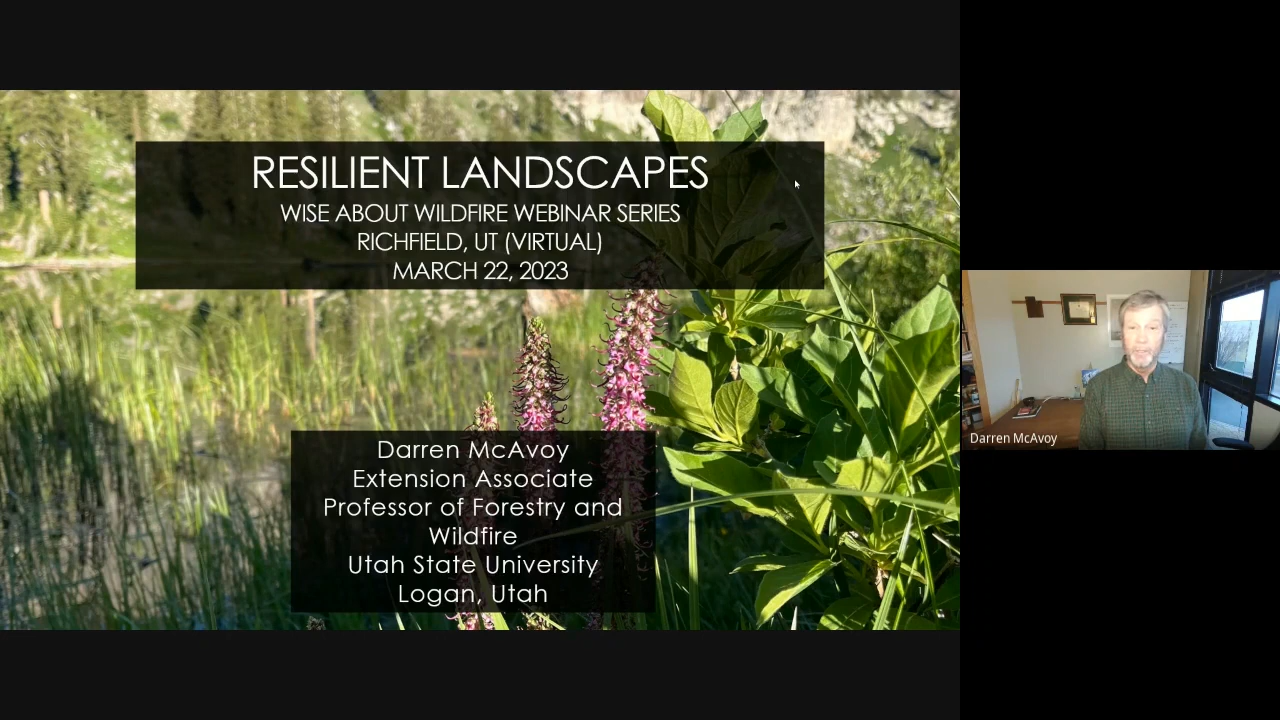 RESILIENT LANDSCAPES
WISE ABOUT WILDFIRE WEBINAR SERIES
RICHFIELD, UT (VIRTUAL)
MARCH 22, 2023
Darren McAvoy
Extension Associate
Professor of Forestry and
Wildfire
Utah State University
Logan, Utah
Darren McAvoy